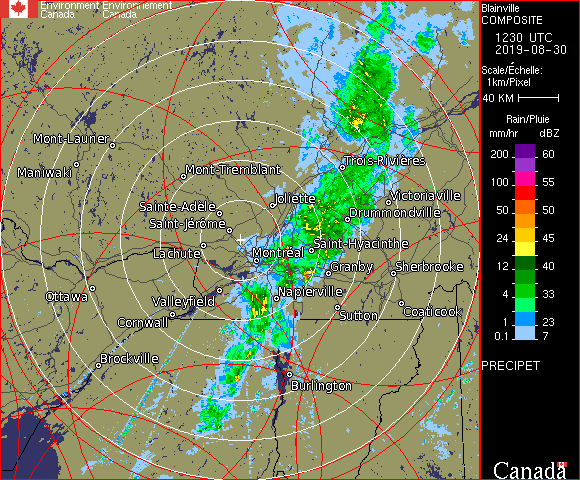 Environment Environnement
Canada Canada
Blainville
COMPOSITE
1230 UTC
2019-08-30
Scale/Échelle:
1km/Pixel
40 KM
Rain/Pluie
mm/hr dBZ
200 60
100 55
50 50
24 45
12 40
4 33
1 23
0.1 7
PRECIPET
Canada
Mont-Laurier
Maniwaki
Mont-Tremblant
Trois-Rivières
Sainte-Adèle
Joliette
Victoriaville
Saint-Jérôme
Drummondville
Lachute
Montréal
Saint-Hyacinthe
Granby
Sherbrooke
Ottawa
Valleyfield
Napierville
Cornwall
Sutton
Coaticook
Brockville
Burlington